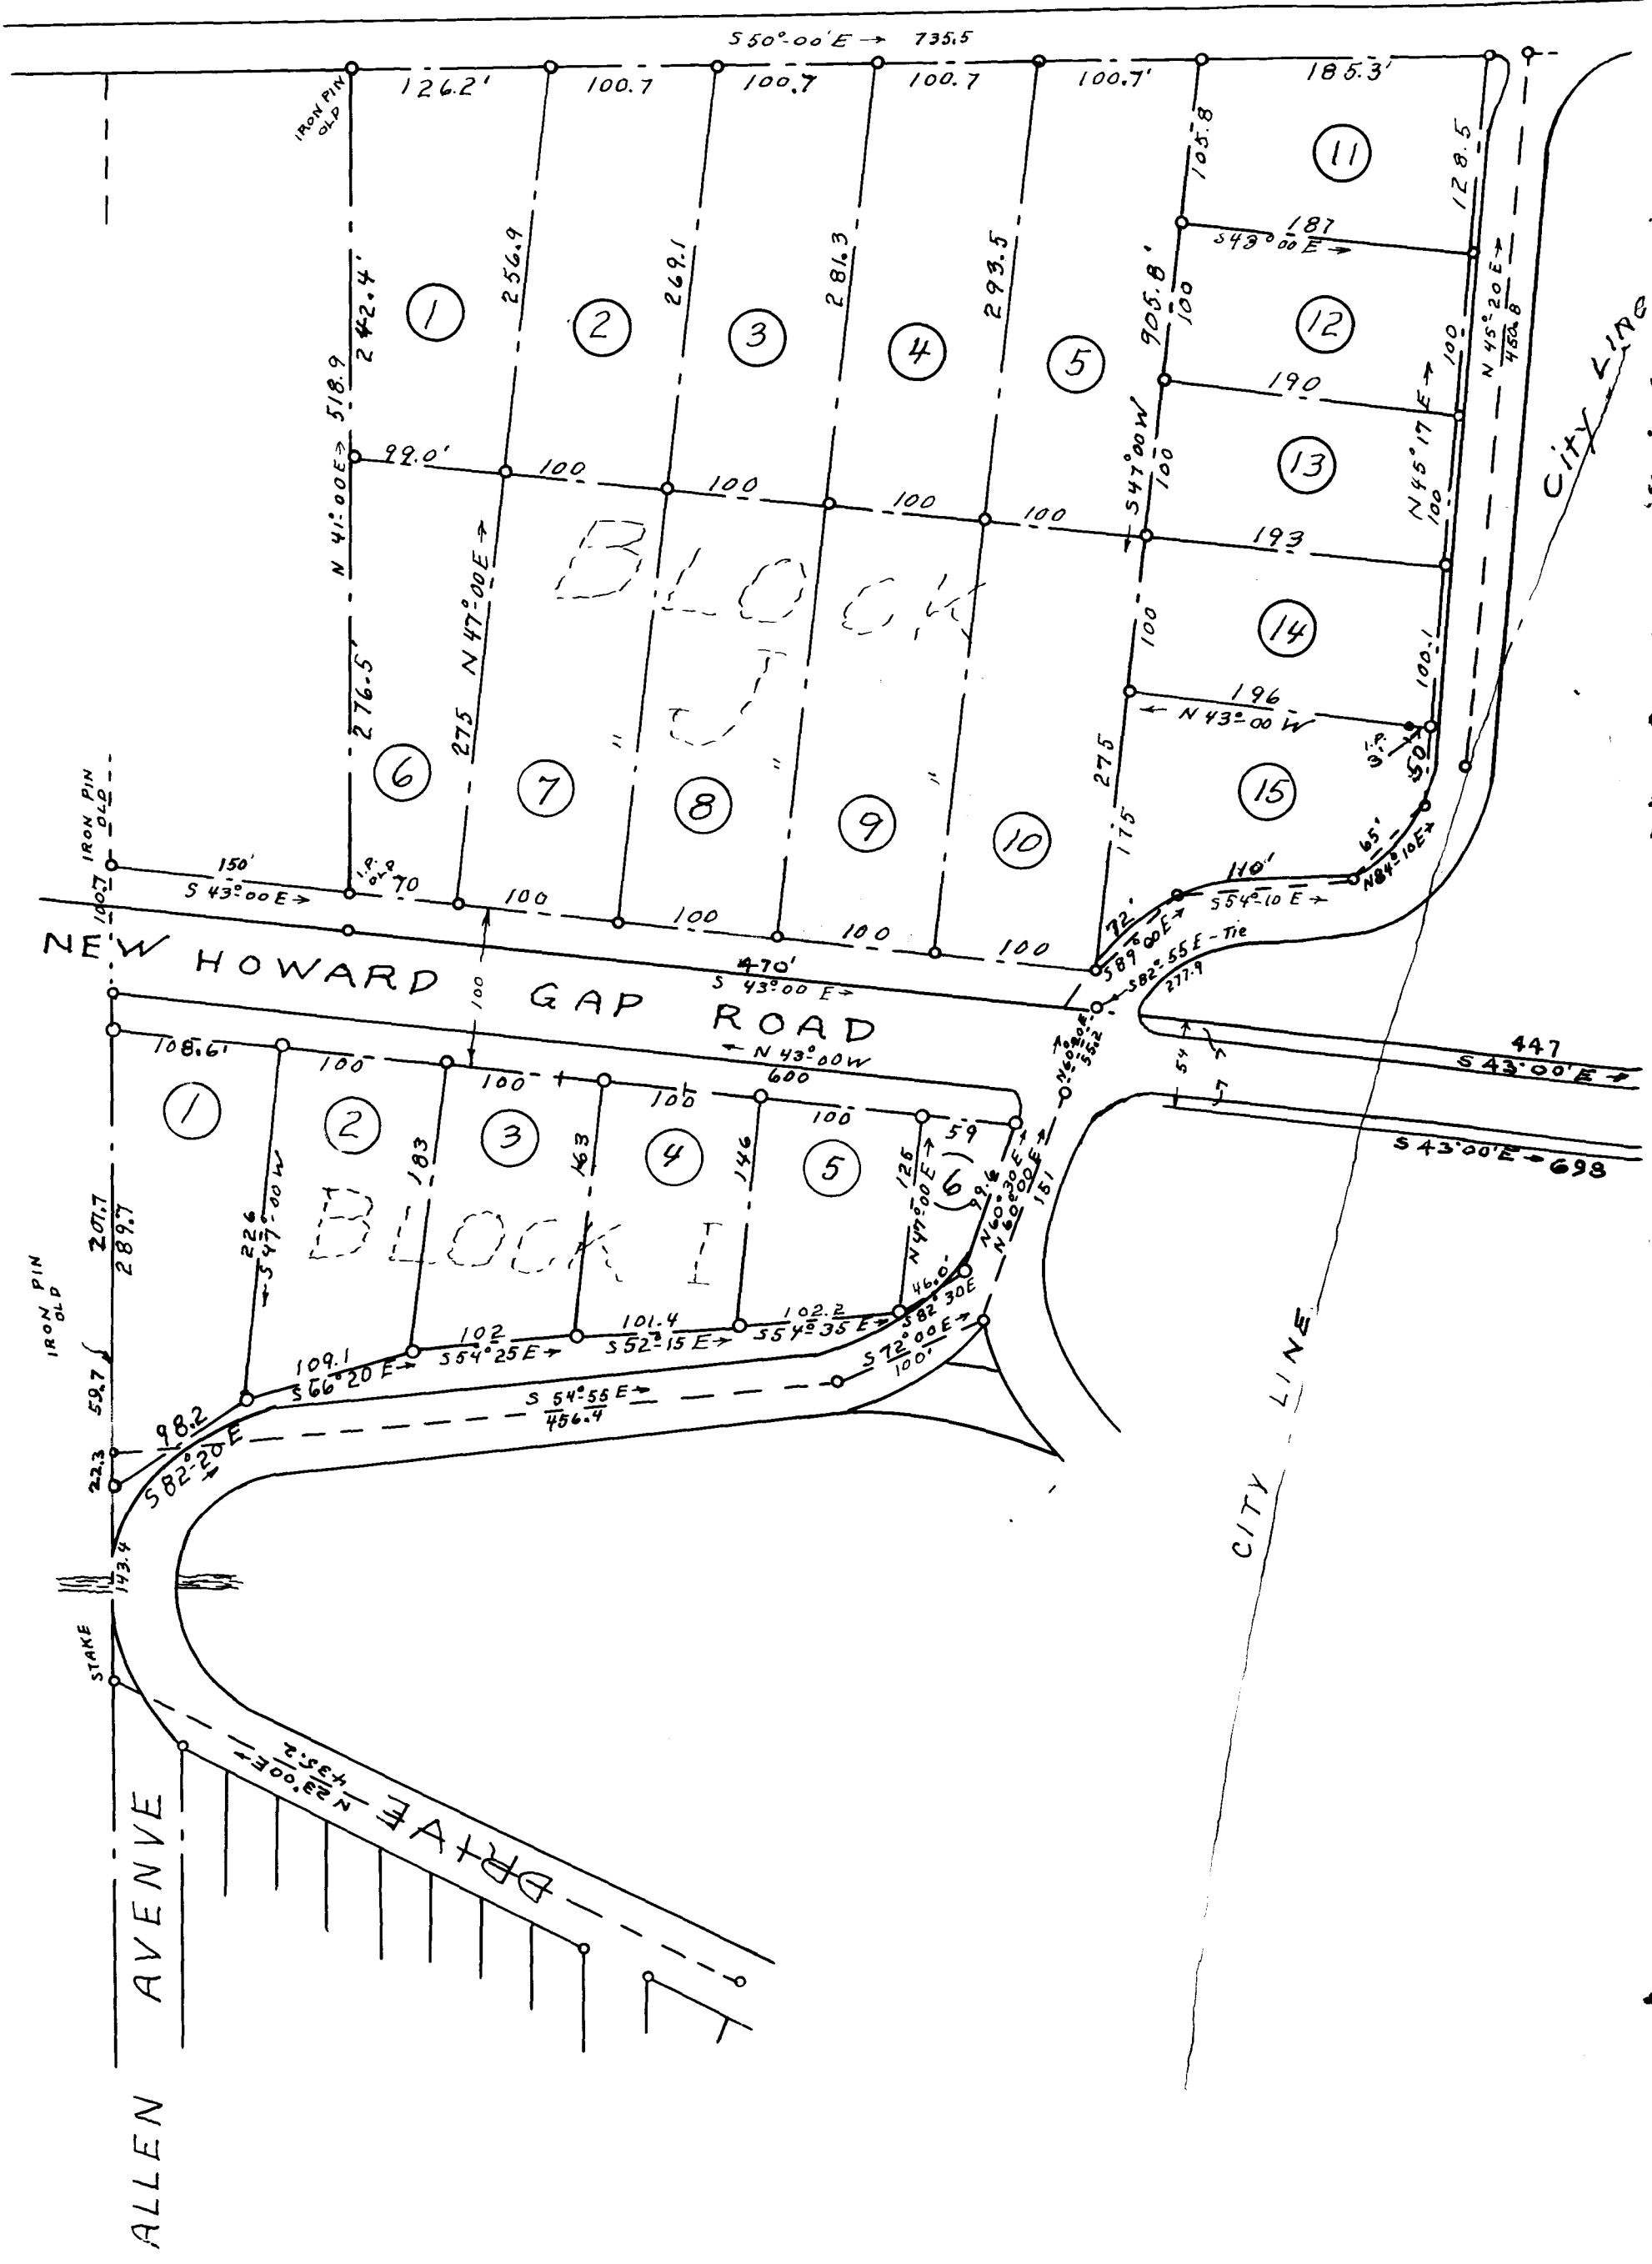 S 50°-00' E → 735.5
126.2'
100.7
100.7
100.7
100.7'
185.3'
IRON PIN
OLD
105.8
11
128.5
187
S 43°00 E →
N 45°-20 E →
450.8
242.4'
1
256.9
2
269.1
3
281.3
4
293.5
5
905.8'
100
12
100
City Line
N 41°-00 E → 518.9
99.0'
100
100
100
100
S 47°00 W
190
100
13
N 45°17 E →
100
193
BLOCK
J
276.5'
275 N 47°-00 E →
100
14
100.1
196
← N 43°-00 W
I.P.
3'
50
6
7
"
8
"
9
"
10
275
175
15
65'
N 84°-10 E →
110'
S 54°-10 E →
IRON PIN
OLD
100.7
150'
S 43°-00 E →
I.P.
OLD
70
100
100
100
100
72'
S 89°00 E →
S 82°-55 E - Tie
277.9
NEW HOWARD GAP ROAD
100
470'
S 43°00 E →
← N 43°-00 W
600
55.2
54
7
7
447
S 43°00' E →
S 43°00' E → 698
108.6'
100
100
100
100
59
1
2
3
4
5
6
226
← S 47°-00 W
183
163
146
125
N 47°00 E →
99.6
N 60°30 E →
N 60°00 E →
151
BLOCK I
207.7
289.7
IRON PIN
OLD
59.7
22.3
98.2
S 82°-20 E
→
109.1
S 66°20 E →
102
S 54°25 E →
101.4
S 52°-15 E →
102.2
S 54°35 E →
46.0'
S 82°30 E
S 72°00 E →
100'
S 54°-55 E →
456.4
143.4
STAKE
CITY LINE
N 23°00 E →
435.2
DRIVE
ALLEN AVENVE